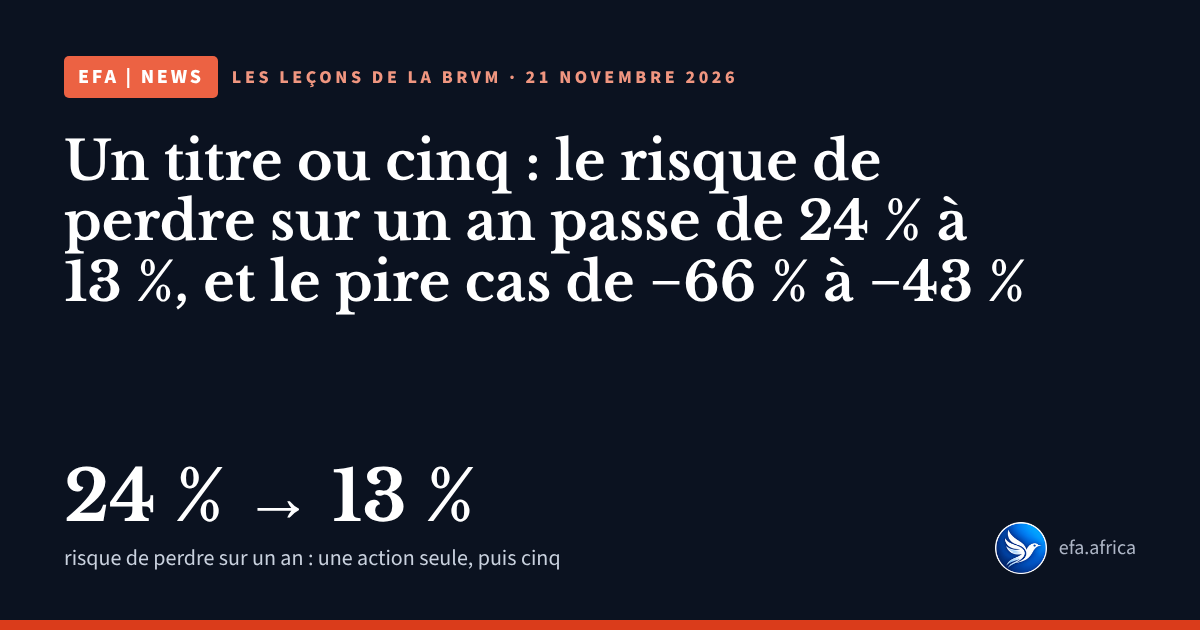 EFA | NEWS
LES LEÇONS DE LA BRVM · 21 NOVEMBRE 2026
Un titre ou cinq : le risque de
perdre sur un an passe de 24 % à
13 %, et le pire cas de −66 % à −43 %
24 % → 13 %
risque de perdre sur un an : une action seule, puis cinq
efa.africa